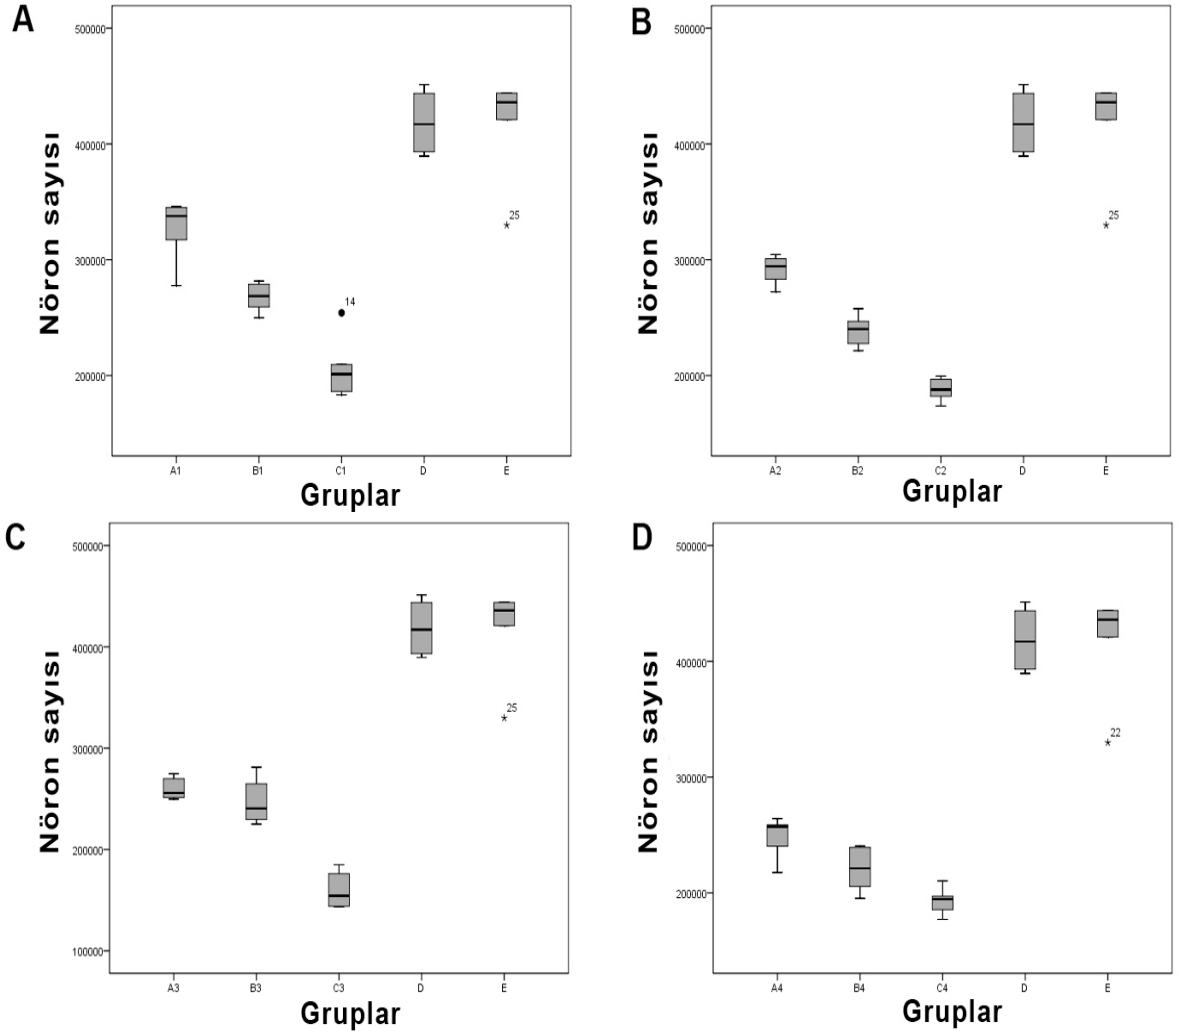 A
500000
400000
300000
200000
Nöron sayısı
25
14
A1 B1 C1 D E
Gruplar
B
500000
400000
300000
200000
Nöron sayısı
25
A2 B2 C2 D E
Gruplar
C
500000
400000
300000
200000
100000
Nöron sayısı
25
A3 B3 C3 D E
Gruplar
D
500000
400000
300000
200000
Nöron sayısı
22
A4 B4 C4 D E
Gruplar